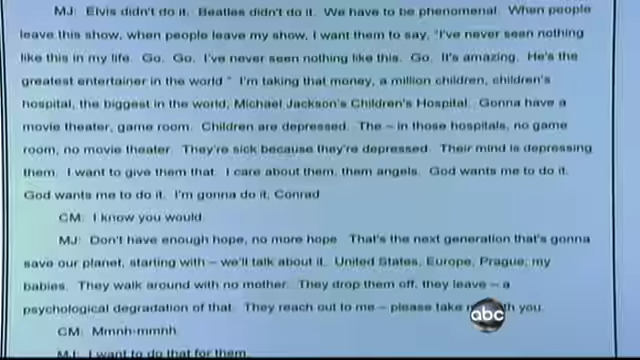 MJ: Elvis didn't do it. Beatles didn't do it. We have to be phenomenal. When people
leave this show, when people leave my show, I want them to say, "I've never seen nothing
like this in my life. Go. Go. I've never seen nothing like this. Go. It's amazing. He's the
greatest entertainer in the world." I'm taking that money, a million children, children's
hospital, the biggest in the world, Michael Jackson's Children's Hospital. Gonna have a
movie theater, game room. Children are depressed. The – in those hospitals, no game
room, no movie theater. They're sick because they're depressed. Their mind is depressing
them. I want to give them that. I care about them, them angels. God wants me to do it.
God wants me to do it. I'm gonna do it, Conrad
CM: I know you would.
MJ: Don't have enough hope, no more hope. That's the next generation that's gonna
save our planet, starting with – we'll talk about it. United States, Europe, Prague, my
babies. They walk around with no mother. They drop them off, they leave – a
psychological degradation of that. They reach out to me – please take you.
abc
CM: Mmnh-mmhh.
MJ: I want to do that for them.